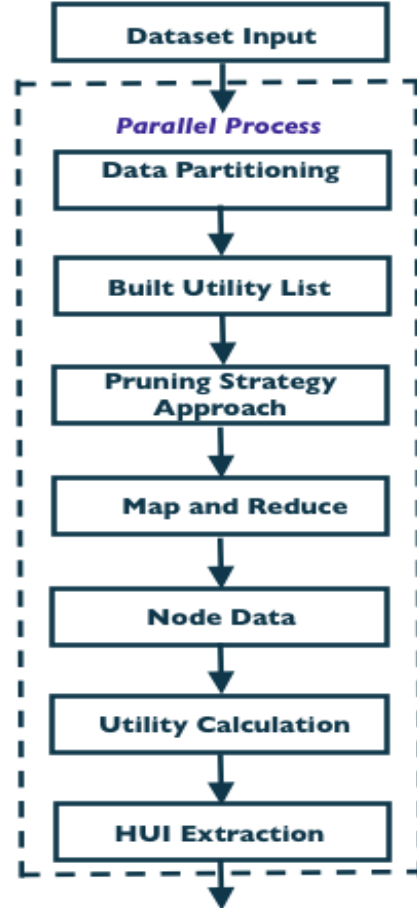 Dataset Input
Parallel Process
Data Partitioning
Built Utility List
Pruning Strategy
Approach
Map and Reduce
Node Data
Utility Calculation
HUI Extraction